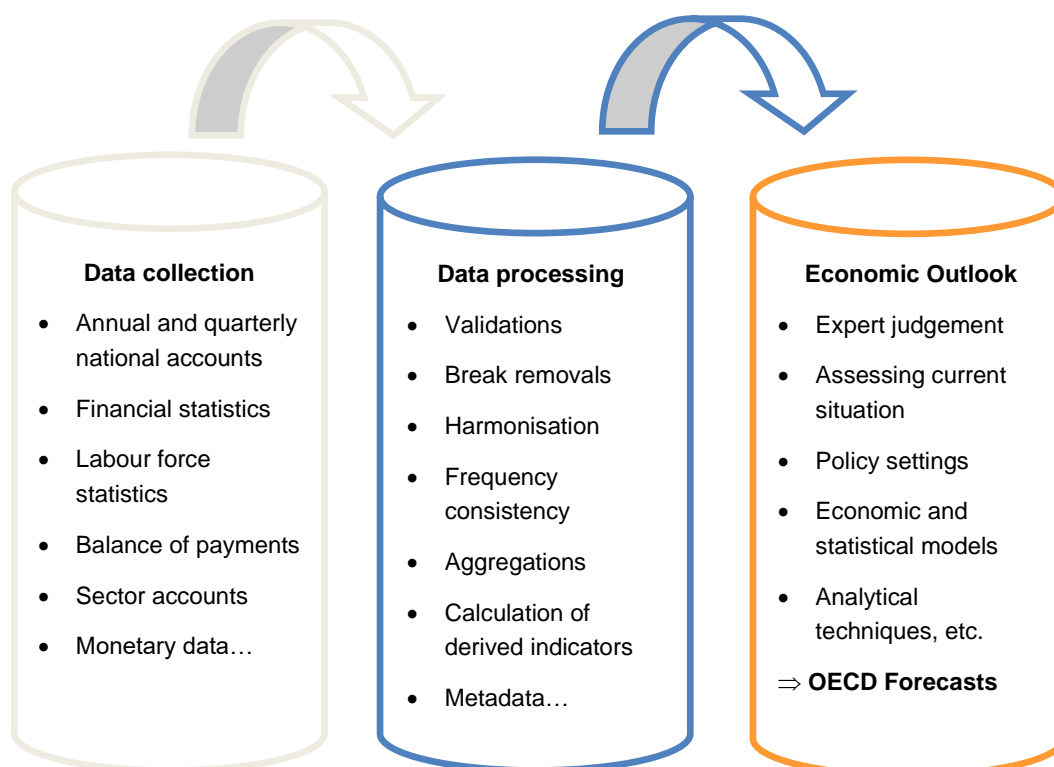 Data collection
• Annual and quarterly
national accounts
• Financial statistics
• Labour force
statistics
• Balance of payments
• Sector accounts
• Monetary data…
Data processing
• Validations
• Break removals
• Harmonisation
• Frequency
consistency
• Aggregations
• Calculation of
derived indicators
• Metadata…
Economic Outlook
• Expert judgement
• Assessing current
situation
• Policy settings
• Economic and
statistical models
• Analytical
techniques, etc.
⇒ OECD Forecasts